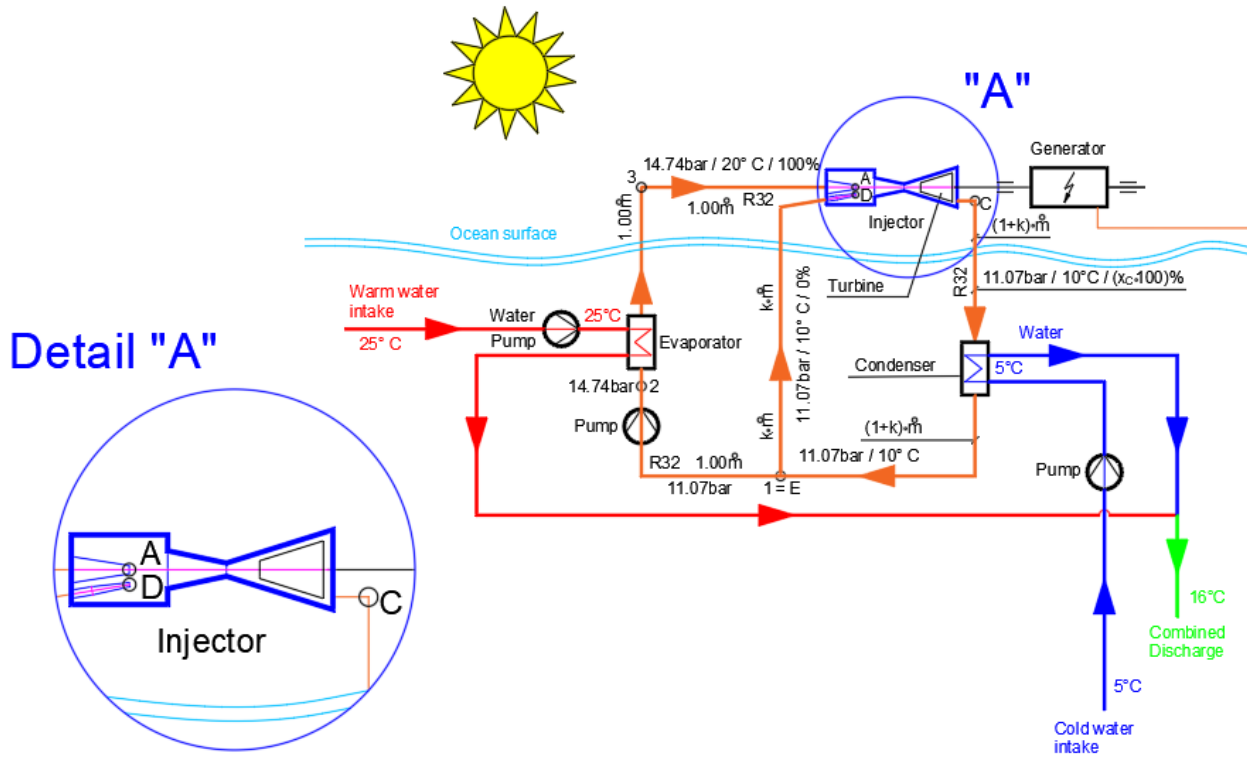 "A"
Generator
14.74bar / 20° C / 100%
3
A
D
R32
1.00m̊
Injector
C
(1+k)•m̊
1.00m̊
Ocean surface
R32
11.07bar / 10°C / (xC•100)%
Turbine
k•m̊
11.07bar / 10° C / 0%
Warm water
intake
25° C
Water
Pump
25°C
Evaporator
Water
5°C
Condenser
Detail "A"
14.74bar
2
Pump
k•m̊
(1+k)•m̊
11.07bar / 10° C
R32
1.00m̊
11.07bar
1 = E
Pump
A
D
C
Injector
16°C
Combined
Discharge
5°C
Cold water
intake